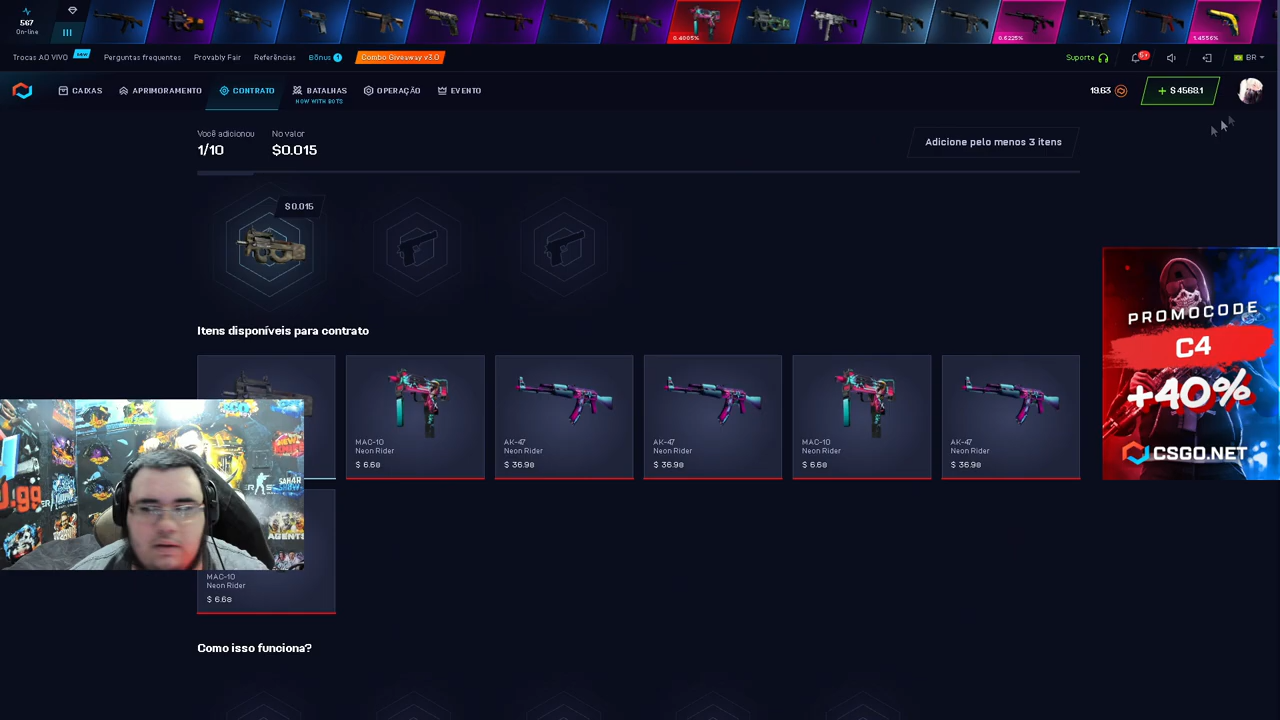 567
On-line
0.4005%
0.6225%
1.4556%
Trocas AO VIVO NEW Perguntas frequentes Provably Fair Referências Bônus 1 Combo Giveaway v3.0 Suporte 5+ BR
CAIXAS APRIMORAMENTO CONTRATO BATALHAS OPERAÇÃO EVENTO 19.63 + $ 4568.1
NOW WITH BOTS
Você adicionou No valor
1/10 $0.015
Adicione pelo menos 3 itens
$ 0.015
Itens disponíveis para contrato
MAC-10
Neon Rider
$ 6.68
AK-47
Neon Rider
$ 36.98
AK-47
Neon Rider
$ 36.98
MAC-10
Neon Rider
$ 6.68
AK-47
Neon Rider
$ 36.98
MAC-10
Neon Rider
$ 6.68
PROMOCODE
C4
+40%
CSGO.NET
AGENTS
Como isso funciona?